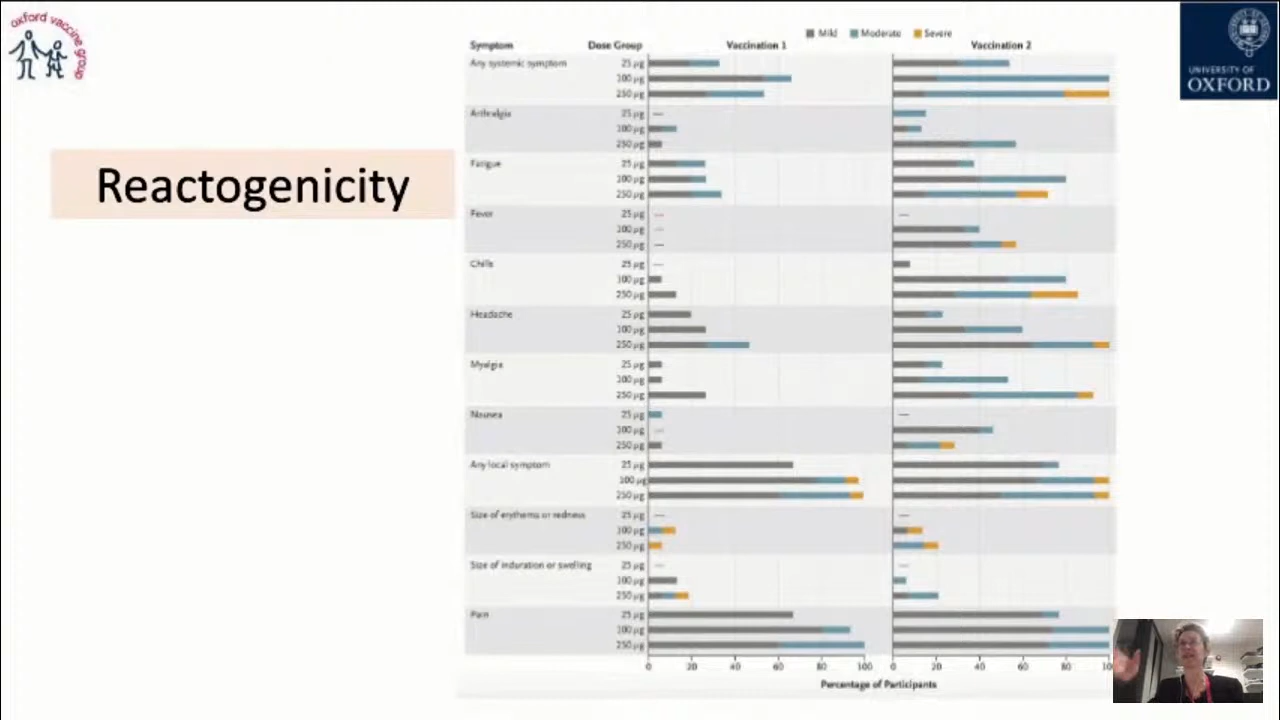 oxford vaccine group
UNIVERSITY OF
OXFORD
Reactogenicity
Mild Moderate Severe
Symptom Dose Group Vaccination 1 Vaccination 2
Any systemic symptom 25 µg
100 µg
250 µg
Arthralgia 25 µg
100 µg
250 µg
Fatigue 25 µg
100 µg
250 µg
Fever 25 µg
100 µg
250 µg
Chills 25 µg
100 µg
250 µg
Headache 25 µg
100 µg
250 µg
Myalgia 25 µg
100 µg
250 µg
Nausea 25 µg
100 µg
250 µg
Any local symptom 25 µg
100 µg
250 µg
Size of erythema or redness 25 µg
100 µg
250 µg
Size of induration or swelling 25 µg
100 µg
250 µg
Pain 25 µg
100 µg
250 µg
0 20 40 60 80 100 0 20 40 60 80
Percentage of Participants